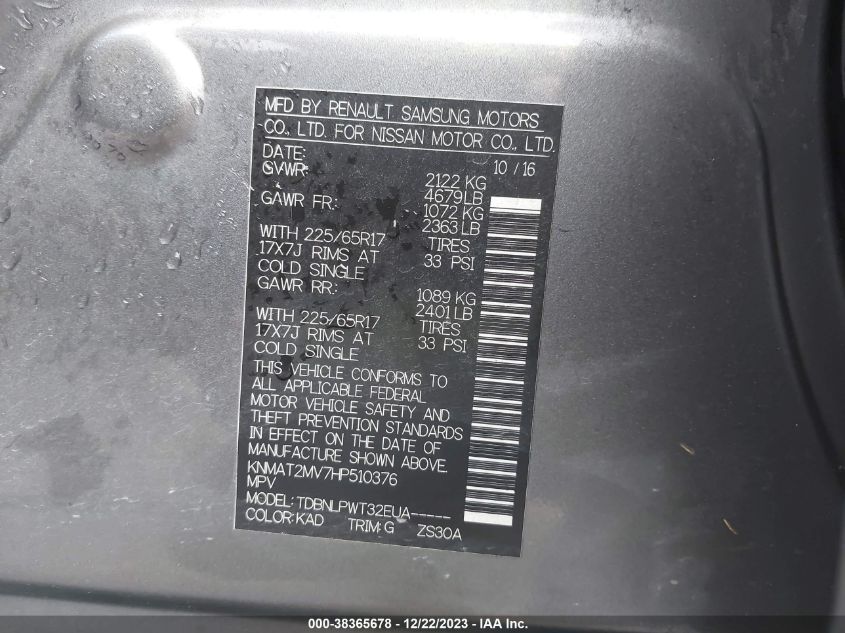 MFD BY RENAULT SAMSUNG MOTORS
CO., LTD. FOR NISSAN MOTOR CO., LTD.
DATE: 10 / 16
GVWR: 2122 KG
4679LB
GAWR FR: 1072 KG
2363 LB
WITH 225/65R17 TIRES
17X7J RIMS AT 33 PSI
COLD SINGLE
GAWR RR: 1089 KG
2401 LB
WITH 225/65R17 TIRES
17X7J RIMS AT 33 PSI
COLD SINGLE
THIS VEHICLE CONFORMS TO
ALL APPLICABLE FEDERAL
MOTOR VEHICLE SAFETY AND
THEFT PREVENTION STANDARDS
IN EFFECT ON THE DATE OF
MANUFACTURE SHOWN ABOVE.
KNMAT2MV7HP510376
MPV
MODEL: TDBNLPWT32EUA-----
COLOR: KAD TRIM: G ZS30A
000-38365678 - 12/22/2023 - IAA Inc.